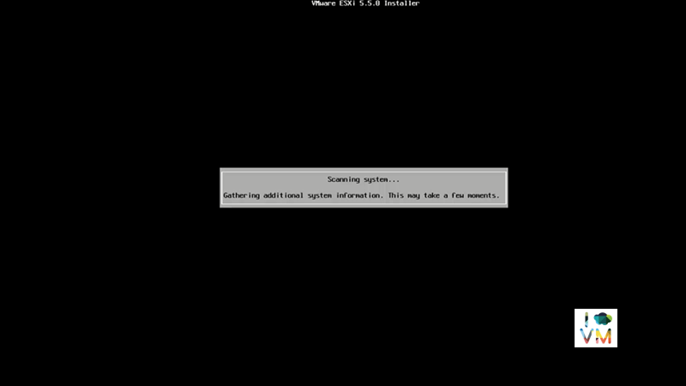 VMware ESXi 5.5.0 Installer
Scanning system...
Gathering additional system information. This may take a few moments.
I
VM